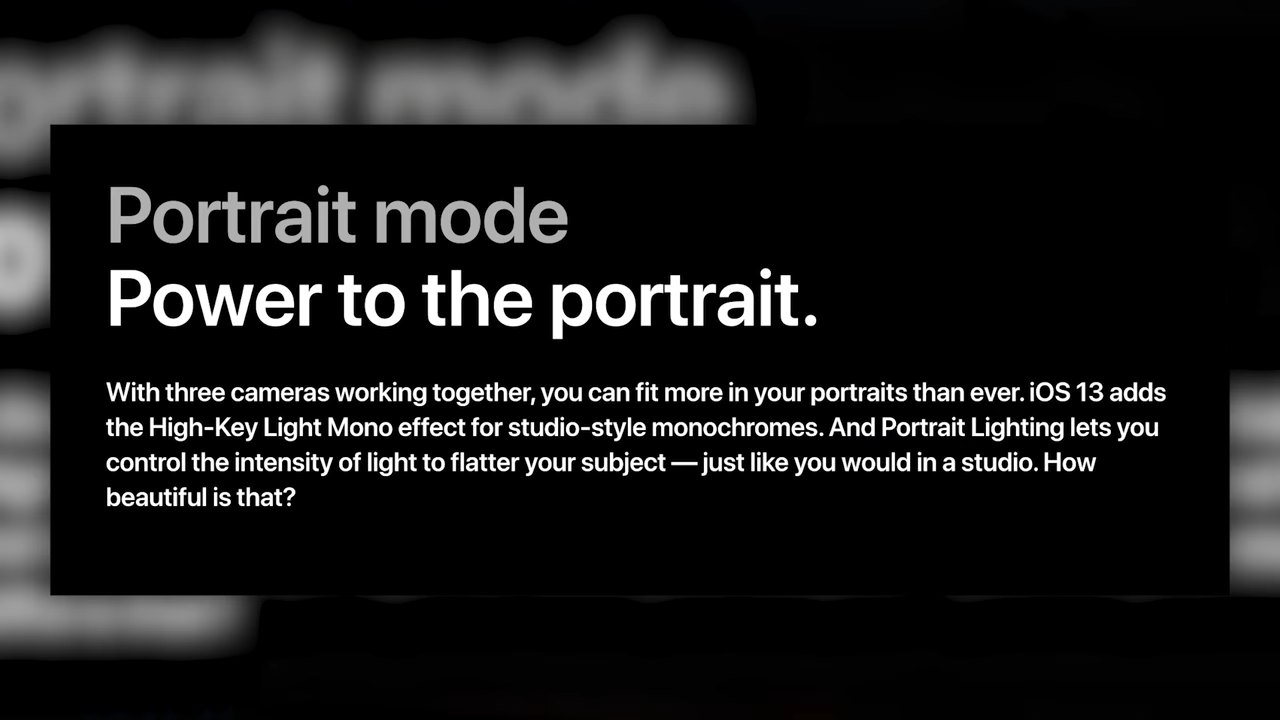 Portrait mode
Power to the portrait.
With three cameras working together, you can fit more in your portraits than ever. iOS 13 adds
the High-Key Light Mono effect for studio-style monochromes. And Portrait Lighting lets you
control the intensity of light to flatter your subject — just like you would in a studio. How
beautiful is that?